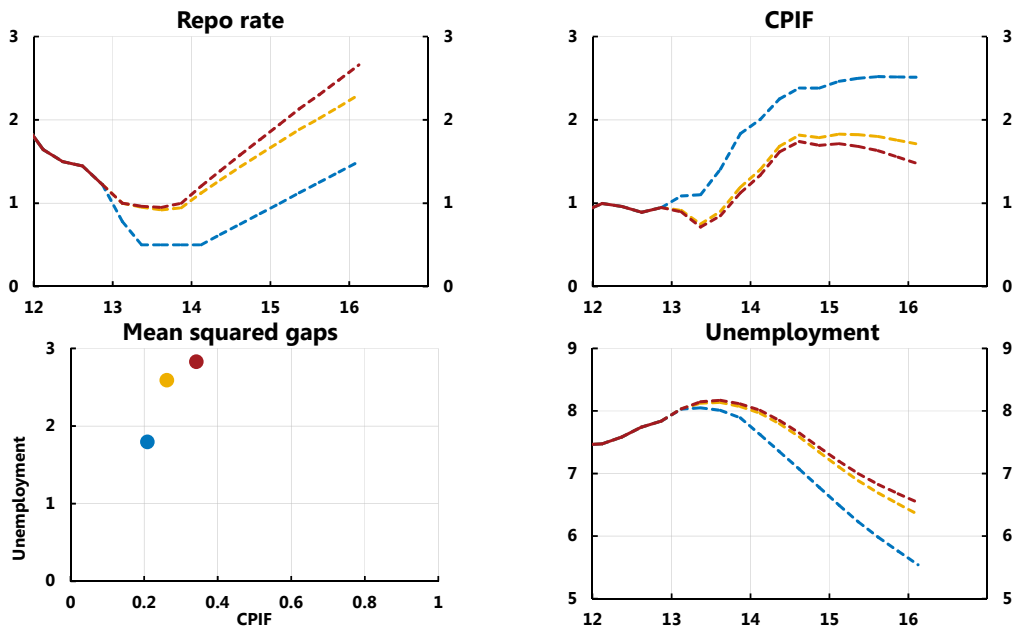 Repo rate
3 3
2 2
1 1
0 0
12 13 14 15 16
CPIF
3 3
2 2
1 1
0 0
12 13 14 15 16
Mean squared gaps
Unemployment
3
2
1
0
0 0.2 0.4 0.6 0.8 1
CPIF
Unemployment
9 9
8 8
7 7
6 6
5 5
12 13 14 15 16